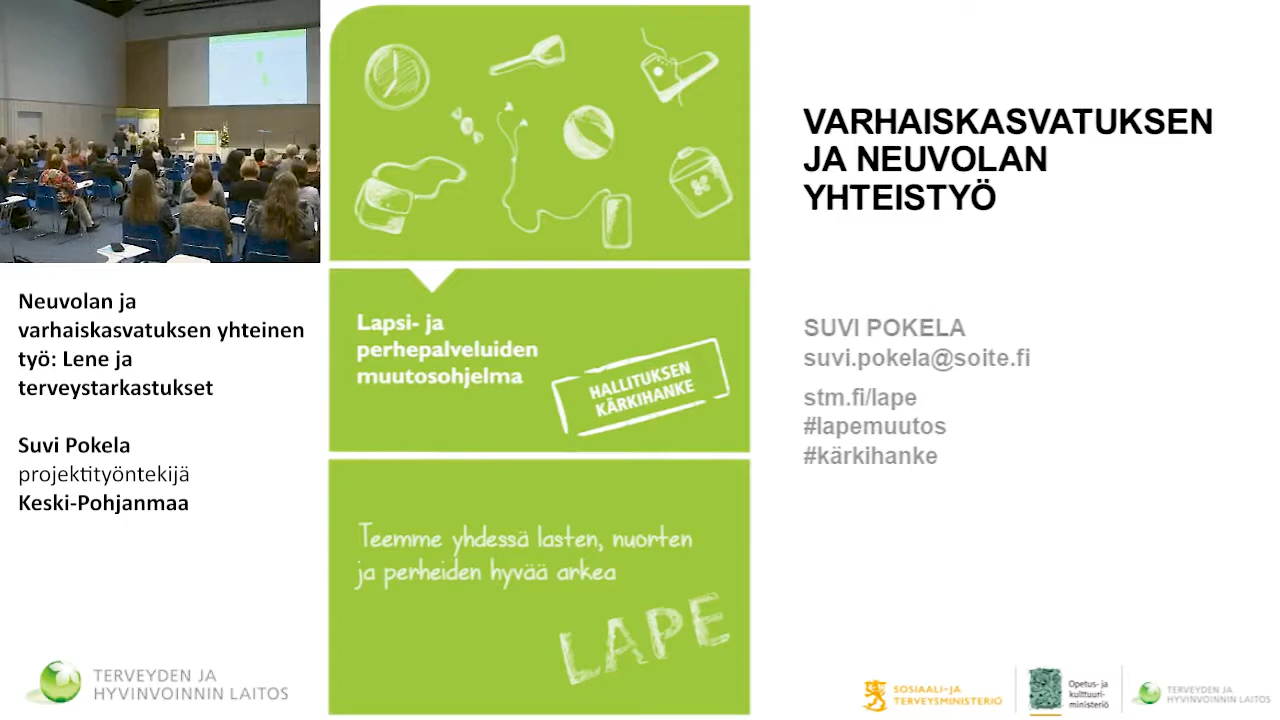 Neuvolan ja
varhaiskasvatuksen yhteinen
työ: Lene ja
terveystarkastukset
Suvi Pokela
projektityöntekijä
Keski-Pohjanmaa
TERVEYDEN JA
HYVINVOINNIN LAITOS
Lapsi- ja
perhepalveluiden
muutosohjelma
HALLITUKSEN
KÄRKIHANKE
Teemme yhdessä lasten, nuorten
ja perheiden hyvää arkea
LAPE
VARHAISKASVATUKSEN
JA NEUVOLAN
YHTEISTYÖ
SUVI POKELA
suvi.pokela@soite.fi
stm.fi/lape
#lapemuutos
#kärkihanke
SOSIAALI- JA
TERVEYSMINISTERIÖ
Opetus- ja
kulttuuri-
ministeriö
TERVEYDEN JA
HYVINVOINNIN LAITOS